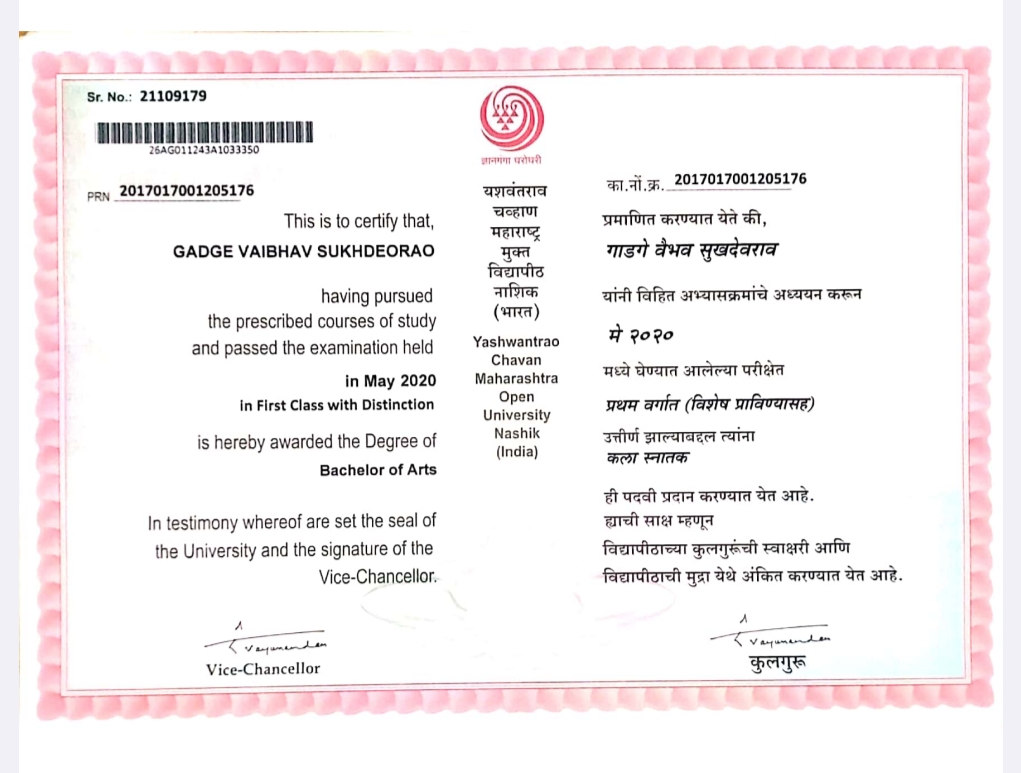 Sr. No.: 21109179
26AG011243A1033350
PRN 2017017001205176
This is to certify that,
GADGE VAIBHAV SUKHDEORAO
having pursued
the prescribed courses of study
and passed the examination held
in May 2020
in First Class with Distinction
is hereby awarded the Degree of
Bachelor of Arts
In testimony whereof are set the seal of
the University and the signature of the
Vice-Chancellor.
Vice-Chancellor
ज्ञानगंगा घरोघरी
यशवंतराव
चव्हाण
महाराष्ट्र
मुक्त
विद्यापीठ
नाशिक
(भारत)
Yashwantrao
Chavan
Maharashtra
Open
University
Nashik
(India)
का.नों.क्र. 2017017001205176
प्रमाणित करण्यात येते की,
गाडगे वैभव सुखदेवराव
यांनी विहित अभ्यासक्रमांचे अध्ययन करून
मे २०२०
मध्ये घेण्यात आलेल्या परीक्षेत
प्रथम वर्गात (विशेष प्राविण्यासह)
उत्तीर्ण झाल्याबद्दल त्यांना
कला स्नातक
ही पदवी प्रदान करण्यात येत आहे.
ह्याची साक्ष म्हणून
विद्यापीठाच्या कुलगुरूंची स्वाक्षरी आणि
विद्यापीठाची मुद्रा येथे अंकित करण्यात येत आहे.
कुलगुरू